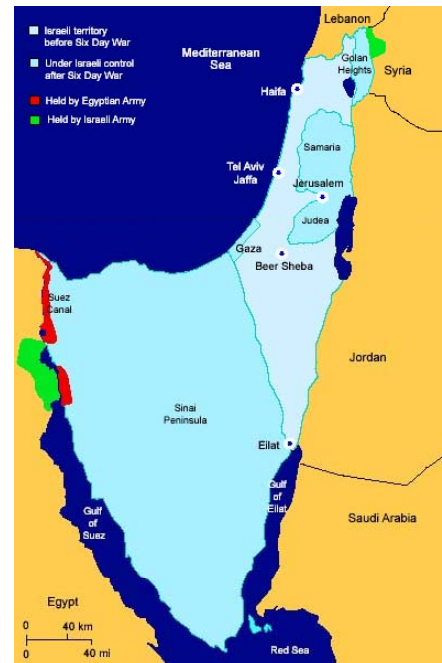 Israeli territory
before Six Day War
Under Israeli control
after Six Day War
Held by Egyptian Army
Held by Israeli Army
Mediterranean
Sea
Lebanon
Golan
Heights
Syria
Haifa
Samaria
Tel Aviv
Jaffa
Jerusalem
Judea
Gaza
Beer Sheba
Suez
Canal
Jordan
Sinai
Peninsula
Eilat
Gulf
of
Eilat
Gulf
of
Suez
Saudi Arabia
Egypt
0 40 km
0 40 mi
Red Sea